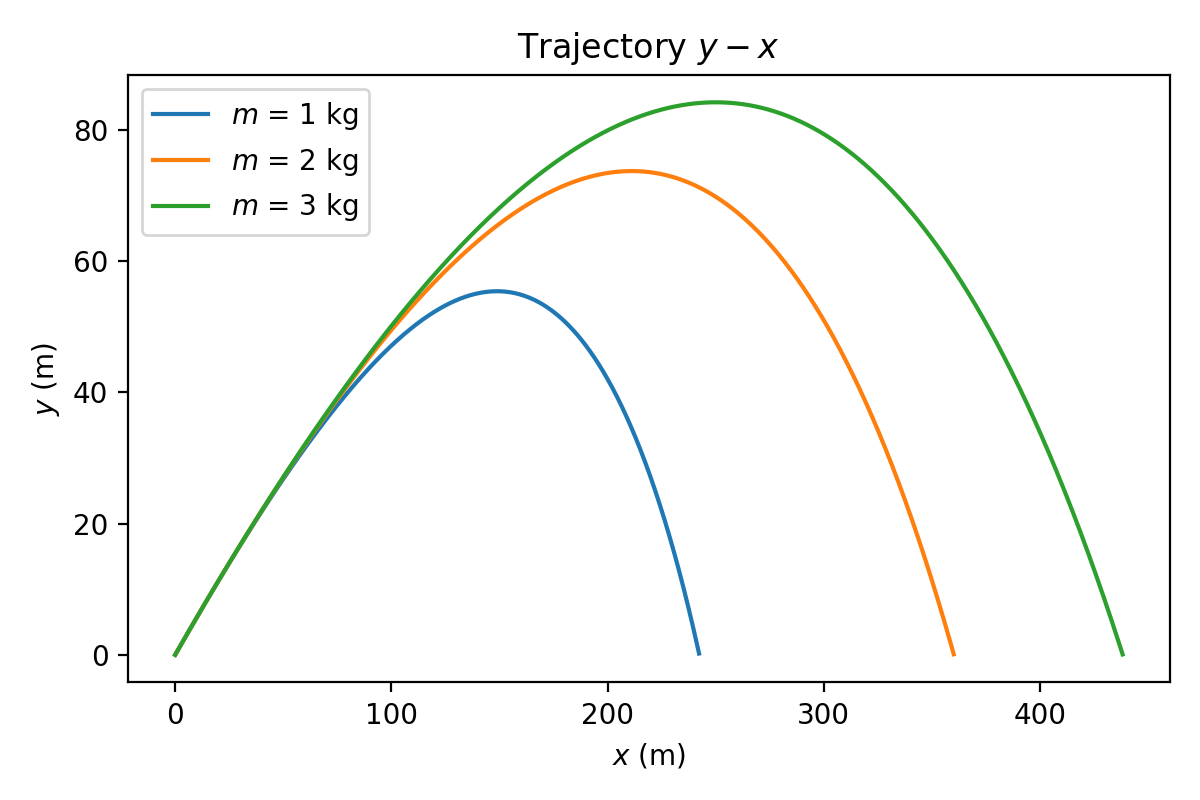 Trajectory y − x
m = 1 kg
m = 2 kg
m = 3 kg
80
60
40
20
0
y (m)
0 100 200 300 400
x (m)